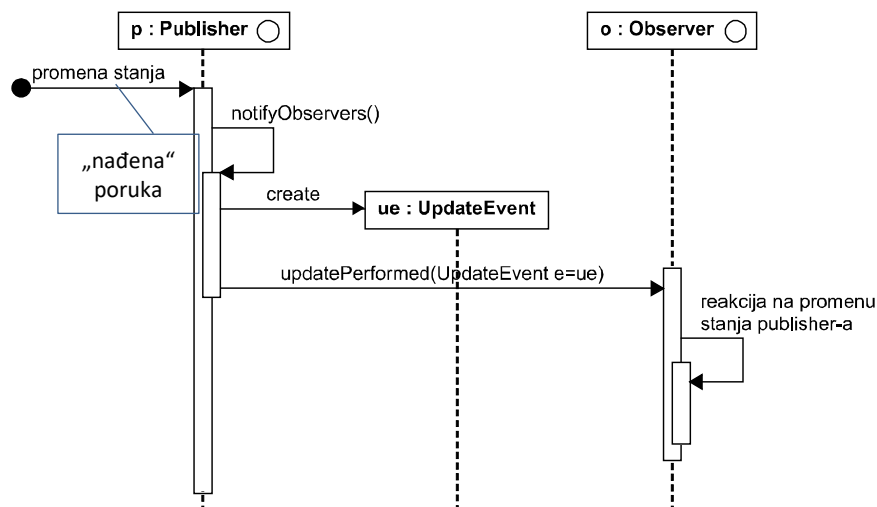 p : Publisher
o : Observer
promena stanja
notifyObservers()
„nađena“
poruka
create
ue : UpdateEvent
updatePerformed(UpdateEvent e=ue)
reakcija na promenu
stanja publisher-a